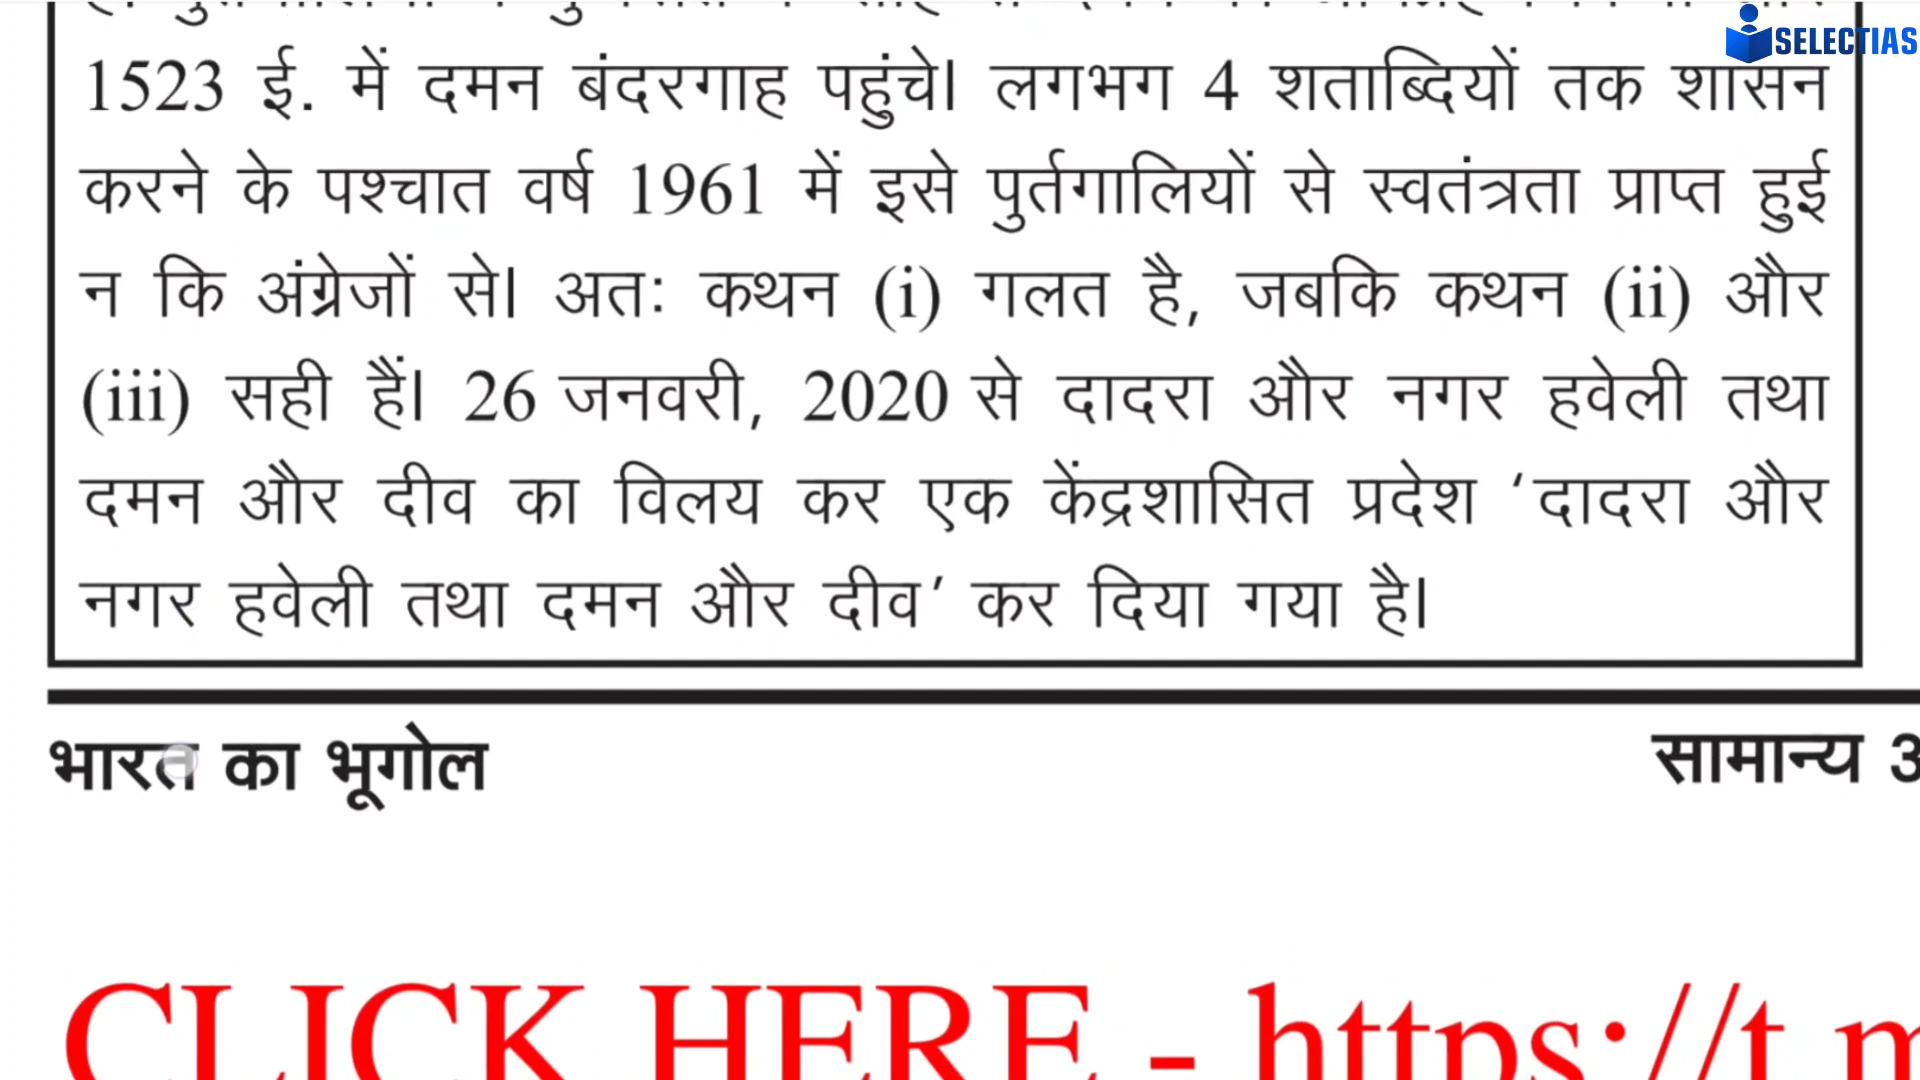 SELECTIAS
1523 ई. में दमन बंदरगाह पहुंचे। लगभग 4 शताब्दियों तक शासन
करने के पश्चात वर्ष 1961 में इसे पुर्तगालियों से स्वतंत्रता प्राप्त हुई
न कि अंग्रेजों से। अतः कथन (i) गलत है, जबकि कथन (ii) और
(iii) सही हैं। 26 जनवरी, 2020 से दादरा और नगर हवेली तथा
दमन और दीव का विलय कर एक केंद्रशासित प्रदेश ‘दादरा और
नगर हवेली तथा दमन और दीव’ कर दिया गया है।
भारत का भूगोल
सामान्य
CLICK HERE - https://t.m